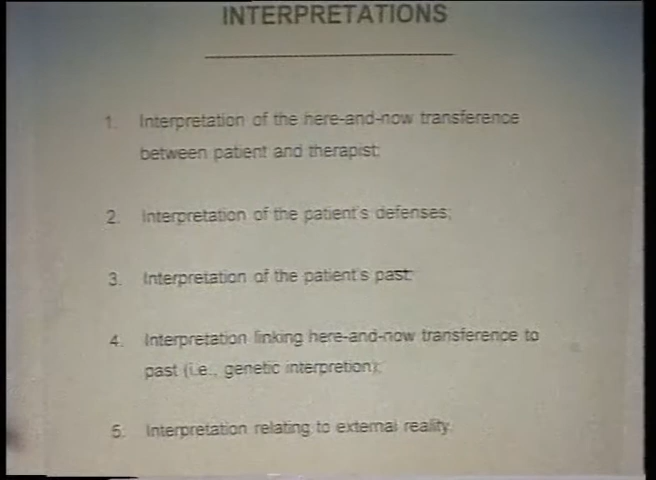 INTERPRETATIONS
1. Interpretation of the here-and-now transference
between patient and therapist;
2. Interpretation of the patient's defenses;
3. Interpretation of the patient's past;
4. Interpretation linking here-and-now transference to
past (i.e., genetic interpretion);
5. Interpretation relating to external reality.